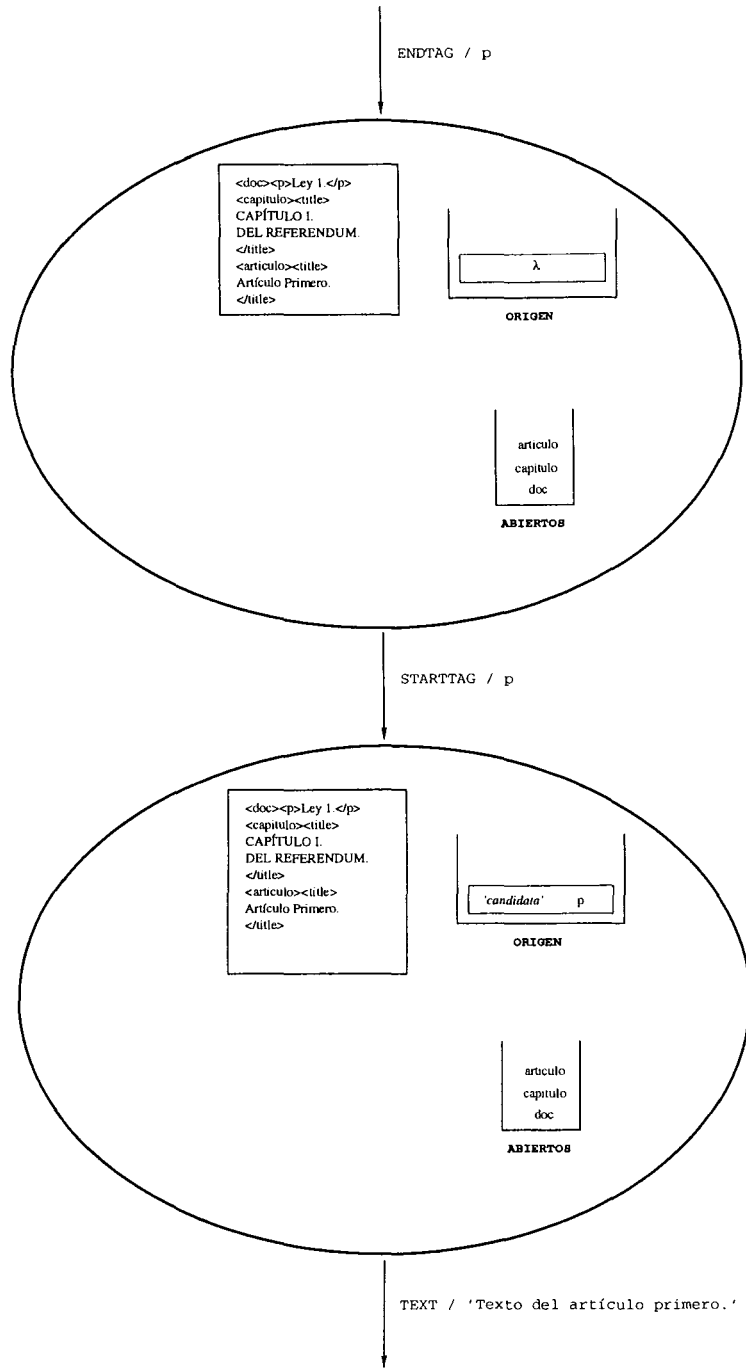 ENDTAG / p
<doc><p>Ley 1.</p>
<capitulo><title>
CAPÍTULO I.
DEL REFERENDUM.
</title>
<articulo><title>
Artículo Primero.
</title>
λ
ORIGEN
articulo
capitulo
doc
ABIERTOS
STARTTAG / p
<doc><p>Ley 1.</p>
<capitulo><title>
CAPÍTULO I.
DEL REFERENDUM.
</title>
<articulo><title>
Artículo Primero.
</title>
'candidata' p
ORIGEN
articulo
capitulo
doc
ABIERTOS
TEXT / 'Texto del artículo primero.'